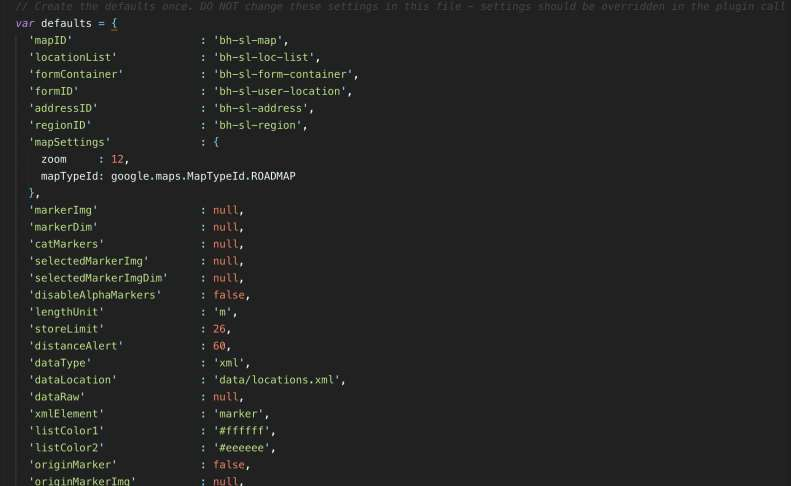 // Create the defaults once. DO NOT change these settings in this file - settings should be overridden in the plugin call
var defaults = {
'mapID' : 'bh-sl-map',
'locationList' : 'bh-sl-loc-list',
'formContainer' : 'bh-sl-form-container',
'formID' : 'bh-sl-user-location',
'addressID' : 'bh-sl-address',
'regionID' : 'bh-sl-region',
'mapSettings' : {
zoom : 12,
mapTypeId: google.maps.MapTypeId.ROADMAP
},
'markerImg' : null,
'markerDim' : null,
'catMarkers' : null,
'selectedMarkerImg' : null,
'selectedMarkerImgDim' : null,
'disableAlphaMarkers' : false,
'lengthUnit' : 'm',
'storeLimit' : 26,
'distanceAlert' : 60,
'dataType' : 'xml',
'dataLocation' : 'data/locations.xml',
'dataRaw' : null,
'xmlElement' : 'marker',
'listColor1' : '#ffffff',
'listColor2' : '#eeeeee',
'originMarker' : false,
'originMarkerImg' : null,